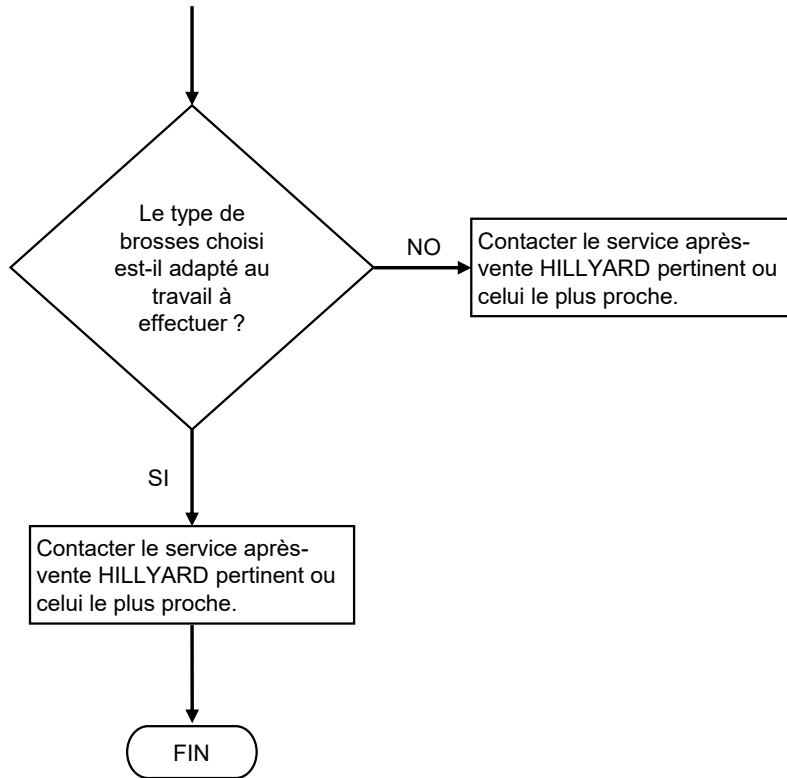 Le type de
brosses choisi
est-il adapté au
travail à
effectuer ?
NO
Contacter le service après-
vente HILLYARD pertinent ou
celui le plus proche.
SI
Contacter le service après-
vente HILLYARD pertinent ou
celui le plus proche.
FIN